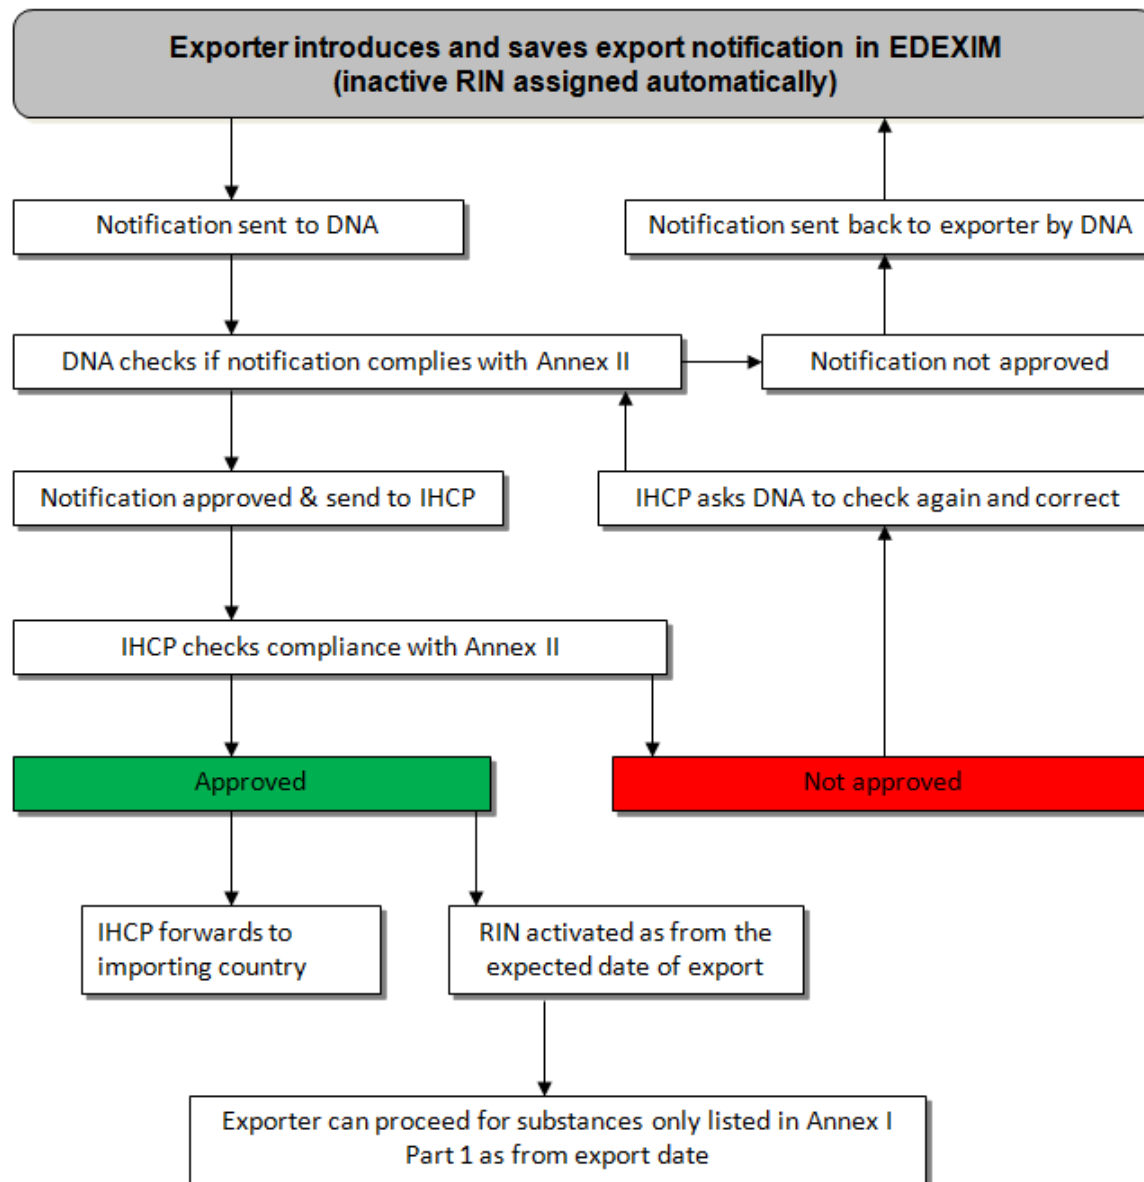 Exporter introduces and saves export notification in EDEXIM
(inactive RIN assigned automatically)
Notification sent to DNA
Notification sent back to exporter by DNA
DNA checks if notification complies with Annex II
Notification not approved
Notification approved & send to IHCP
IHCP asks DNA to check again and correct
IHCP checks compliance with Annex II
Approved
Not approved
IHCP forwards to
importing country
RIN activated as from the
expected date of export
Exporter can proceed for substances only listed in Annex I
Part 1 as from export date